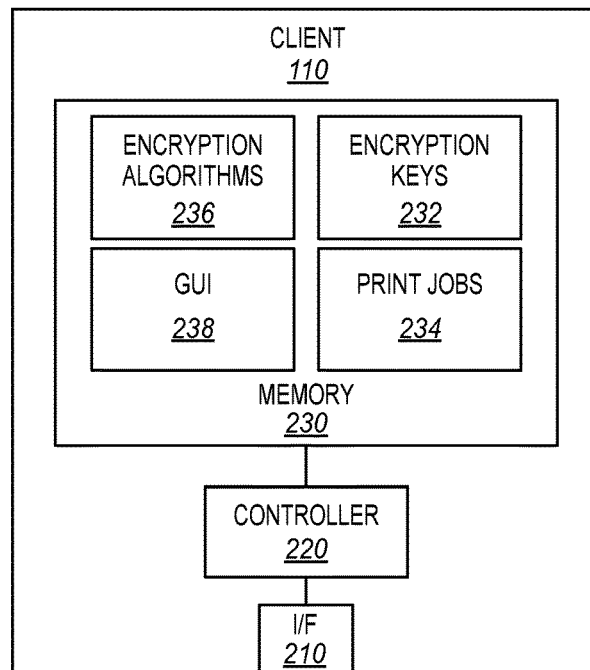 CLIENT
110
ENCRYPTION
ALGORITHMS
236
ENCRYPTION
KEYS
232
GUI
238
PRINT JOBS
234
MEMORY
230
CONTROLLER
220
I/F
210